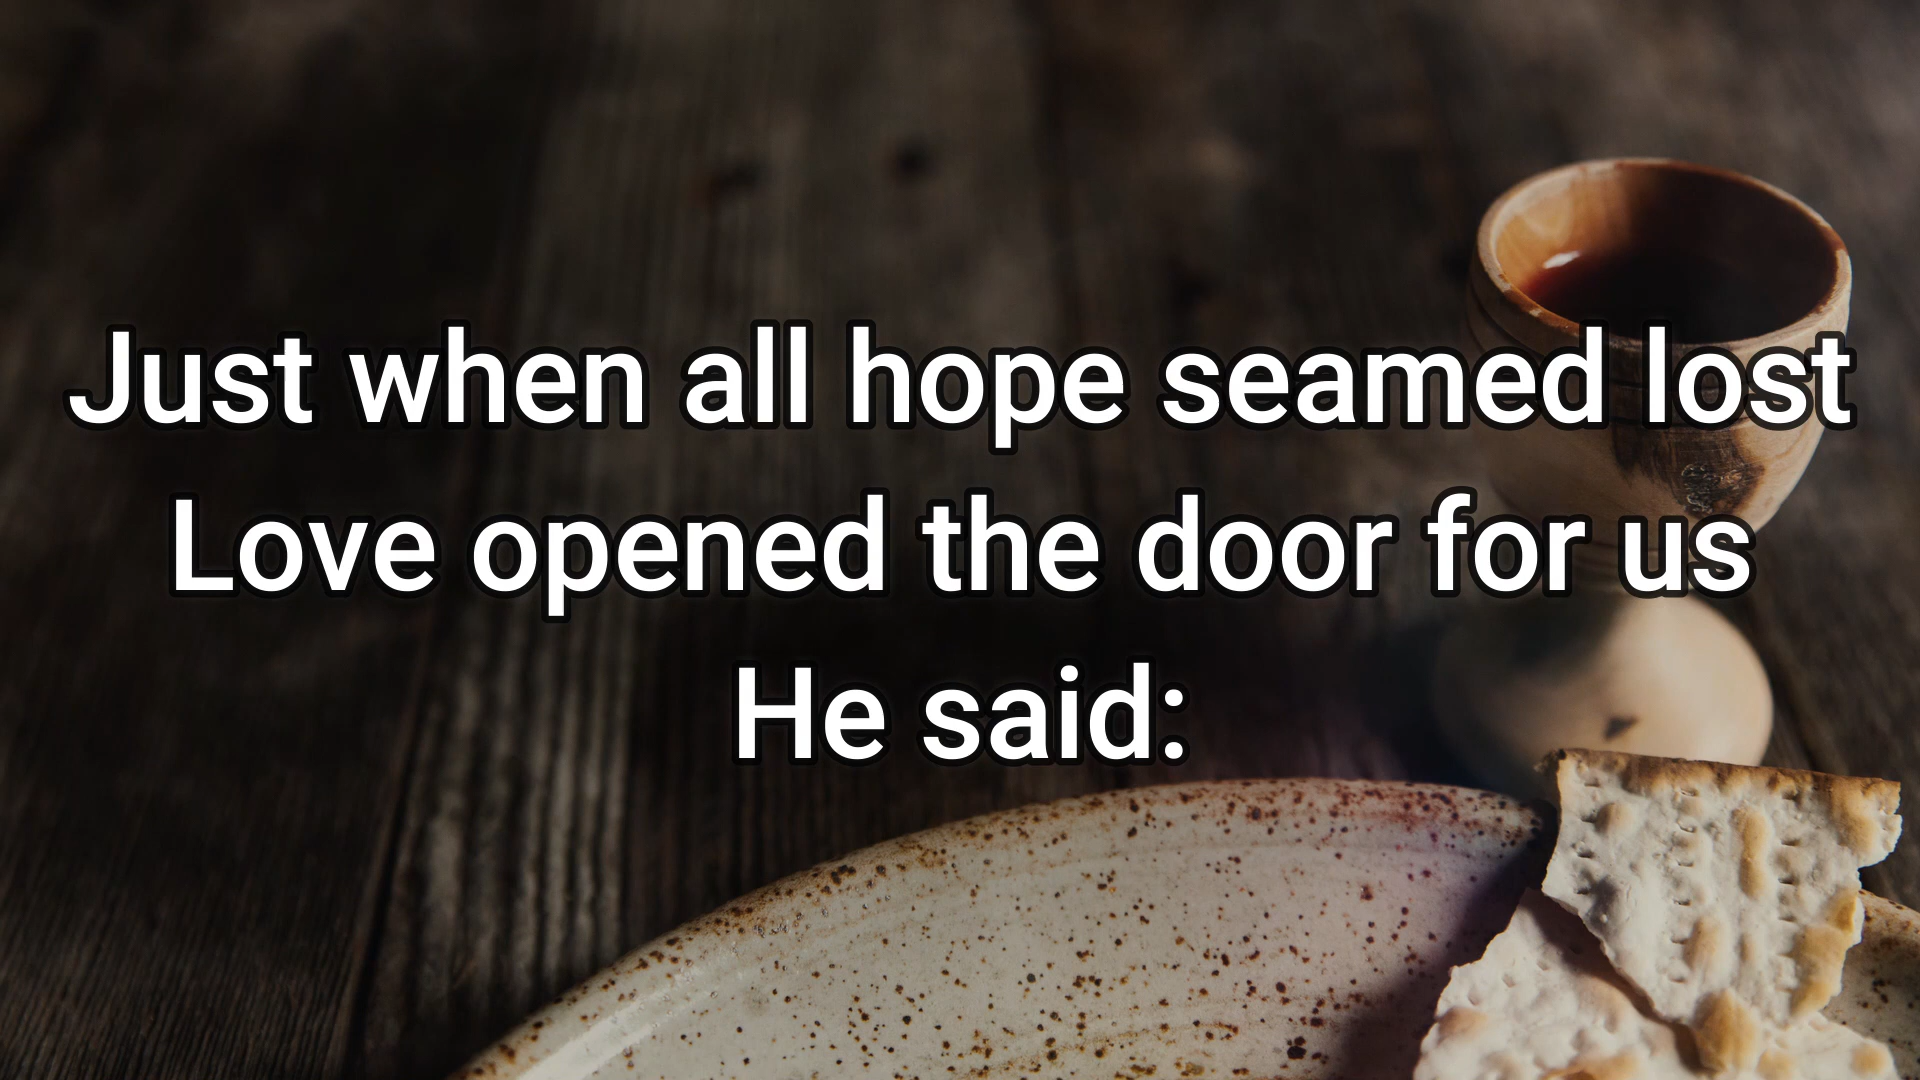 Just when all hope seamed lost
Love opened the door for us
He said: